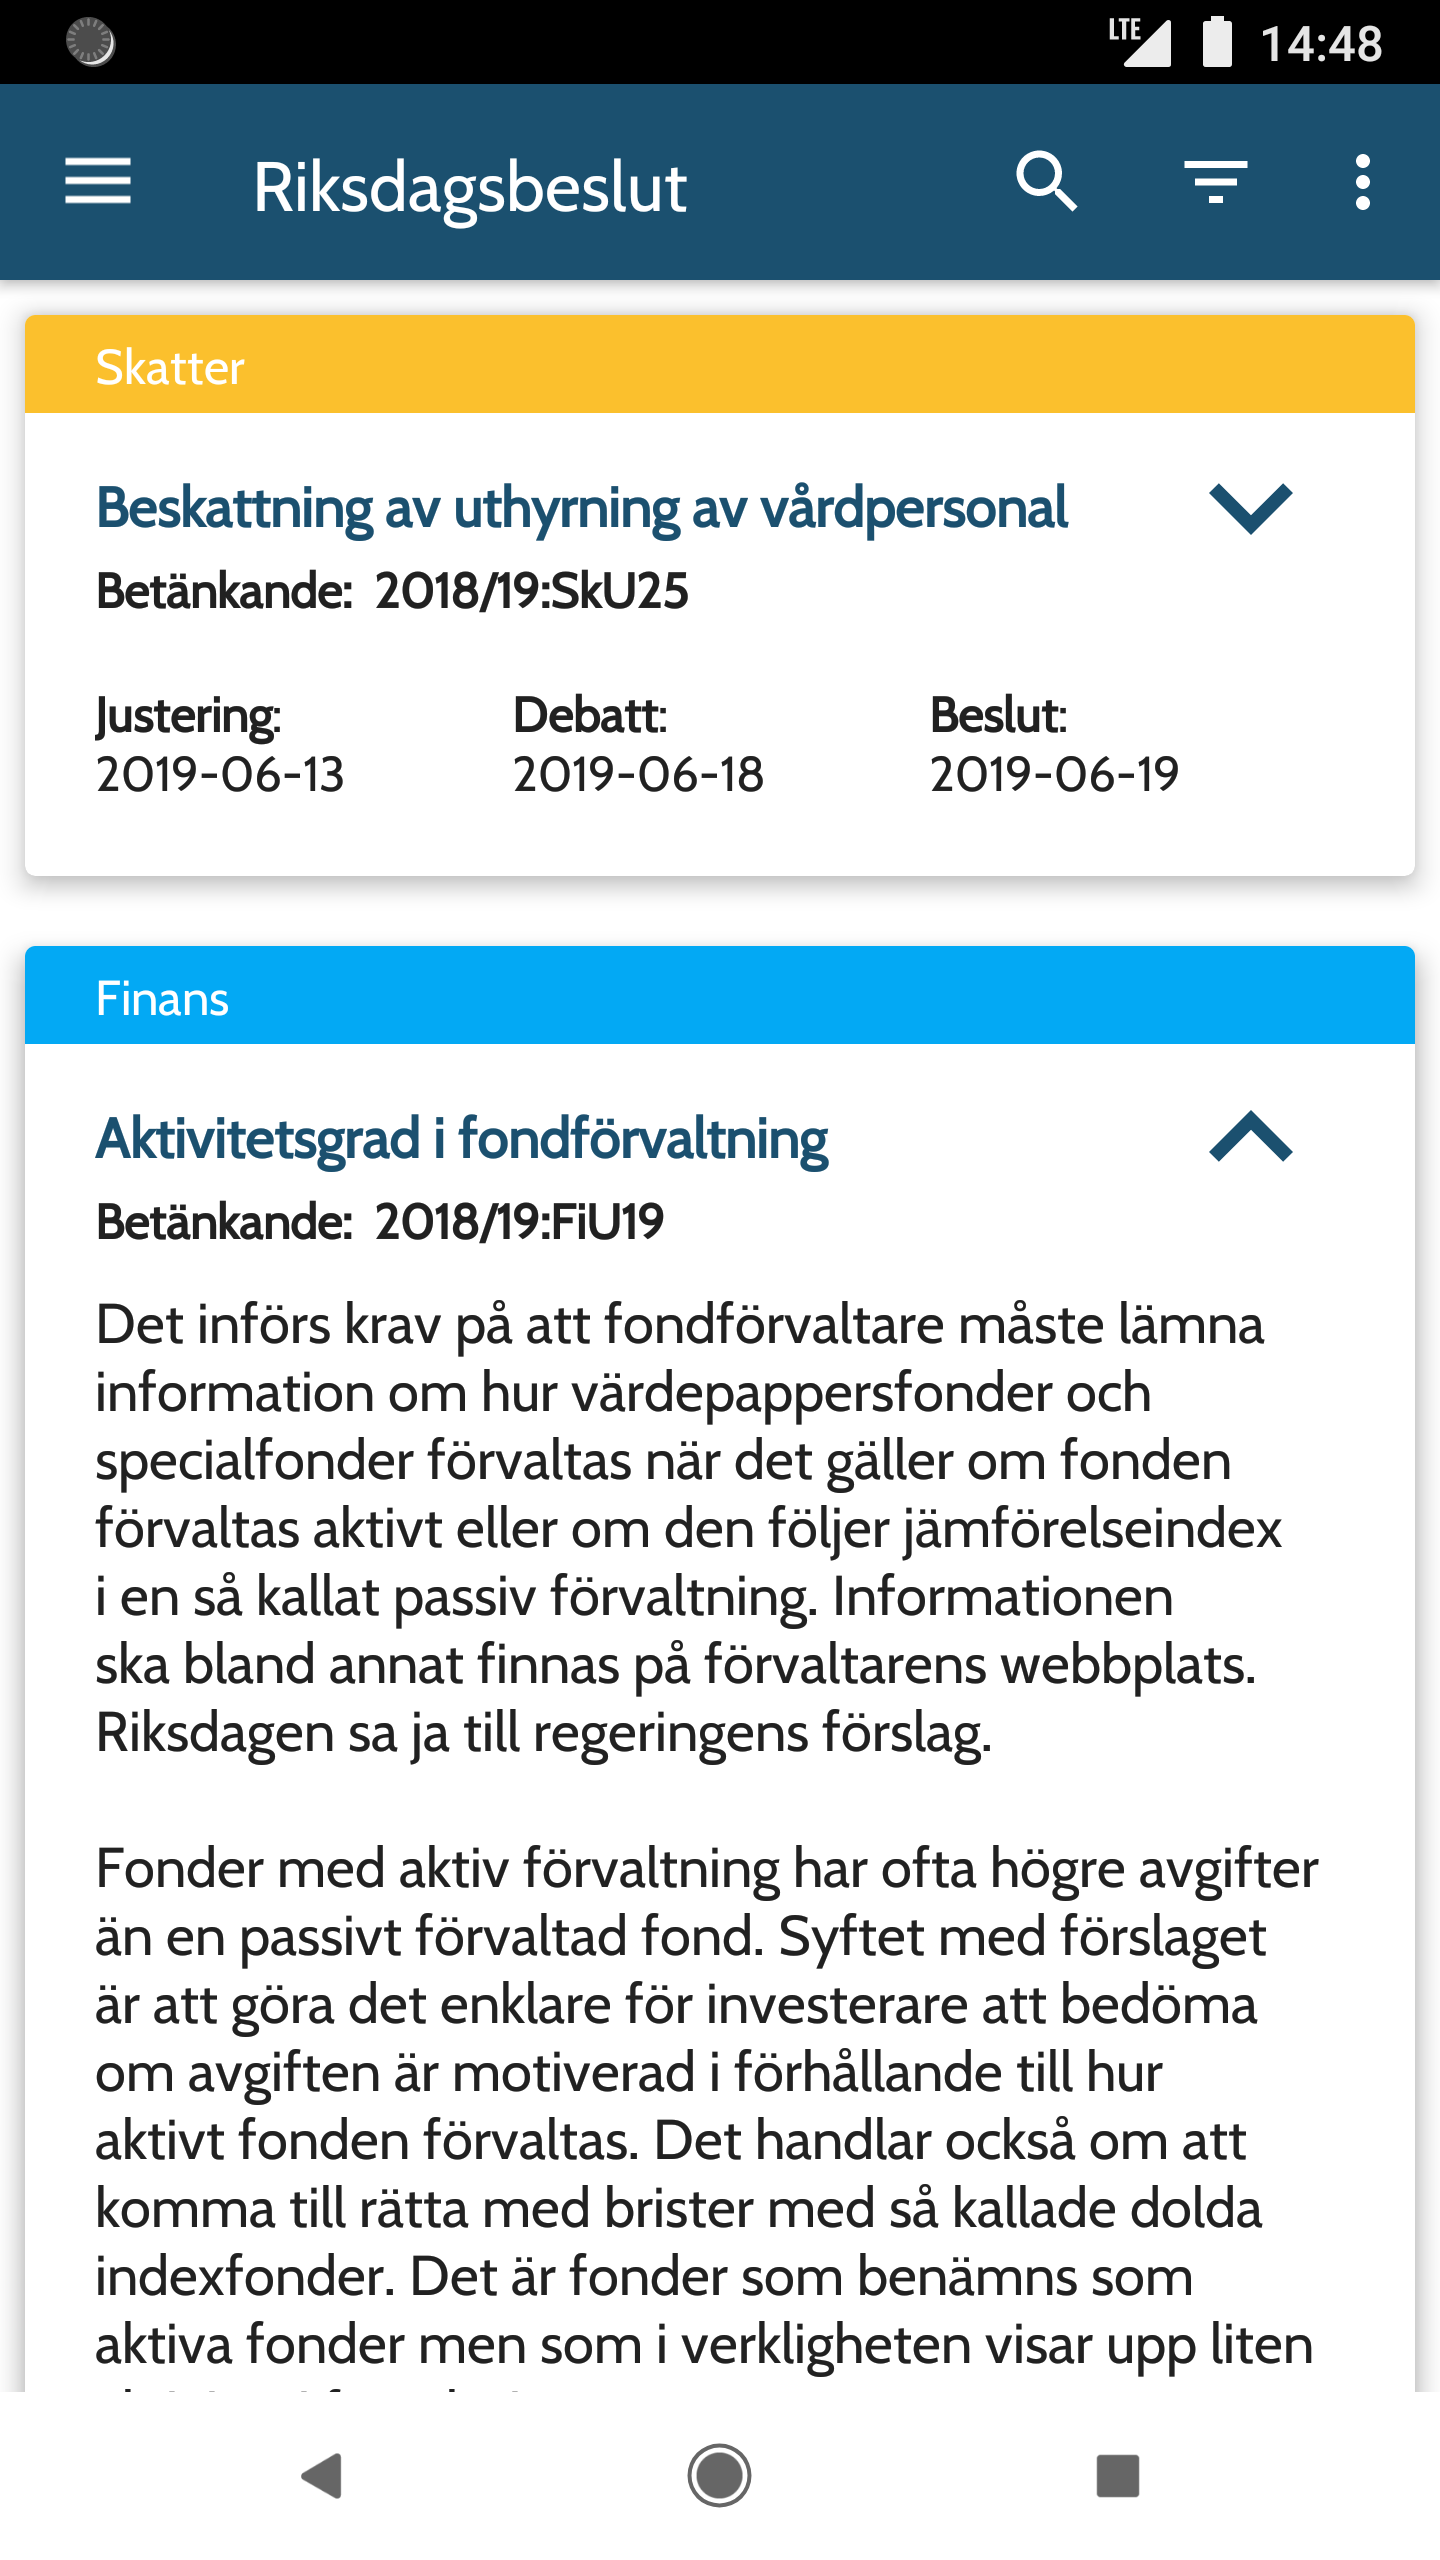 LTE 14:48
Riksdagsbeslut
Skatter
Beskattning av uthyrning av vårdpersonal
Betänkande: 2018/19:SkU25
Justering: Debatt: Beslut:
2019-06-13 2019-06-18 2019-06-19
Finans
Aktivitetsgrad i fondförvaltning
Betänkande: 2018/19:FiU19
Det införs krav på att fondförvaltare måste lämna
information om hur värdepappersfonder och
specialfonder förvaltas när det gäller om fonden
förvaltas aktivt eller om den följer jämförelseindex
i en så kallat passiv förvaltning. Informationen
ska bland annat finnas på förvaltarens webbplats.
Riksdagen sa ja till regeringens förslag.
Fonder med aktiv förvaltning har ofta högre avgifter
än en passivt förvaltad fond. Syftet med förslaget
är att göra det enklare för investerare att bedöma
om avgiften är motiverad i förhållande till hur
aktivt fonden förvaltas. Det handlar också om att
komma till rätta med brister med så kallade dolda
indexfonder. Det är fonder som benämns som
aktiva fonder men som i verkligheten visar upp liten